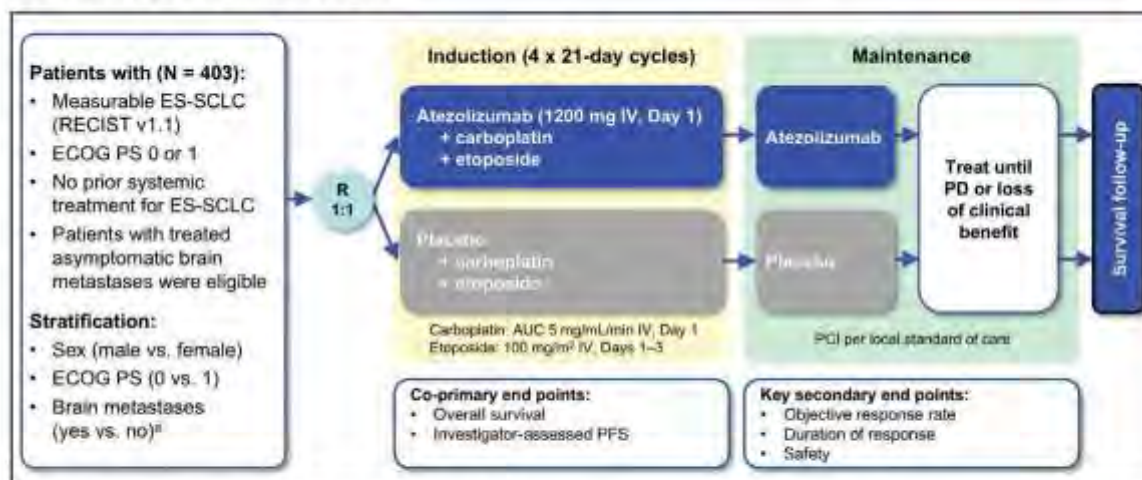 Patients with (N = 403):
• Measurable ES-SCLC
(RECIST v1.1)
• ECOG PS 0 or 1
• No prior systemic
treatment for ES-SCLC
• Patients with treated
asymptomatic brain
metastases were eligible
Stratification:
• Sex (male vs. female)
• ECOG PS (0 vs. 1)
• Brain metastases
(yes vs. no)ª
R
1:1
Induction (4 x 21-day cycles)
Atezolizumab (1200 mg IV, Day 1)
+ carboplatin
+ etoposide
Placebo
+ carboplatin
+ etoposide
Carboplatin: AUC 5 mg/mL/min IV, Day 1
Etoposide: 100 mg/m² IV, Days 1–3
Maintenance
Atezolizumab
Placebo
Treat until
PD or loss
of clinical
benefit
PCI per local standard of care
Survival follow-up
Co-primary end points:
• Overall survival
• Investigator-assessed PFS
Key secondary end points:
• Objective response rate
• Duration of response
• Safety